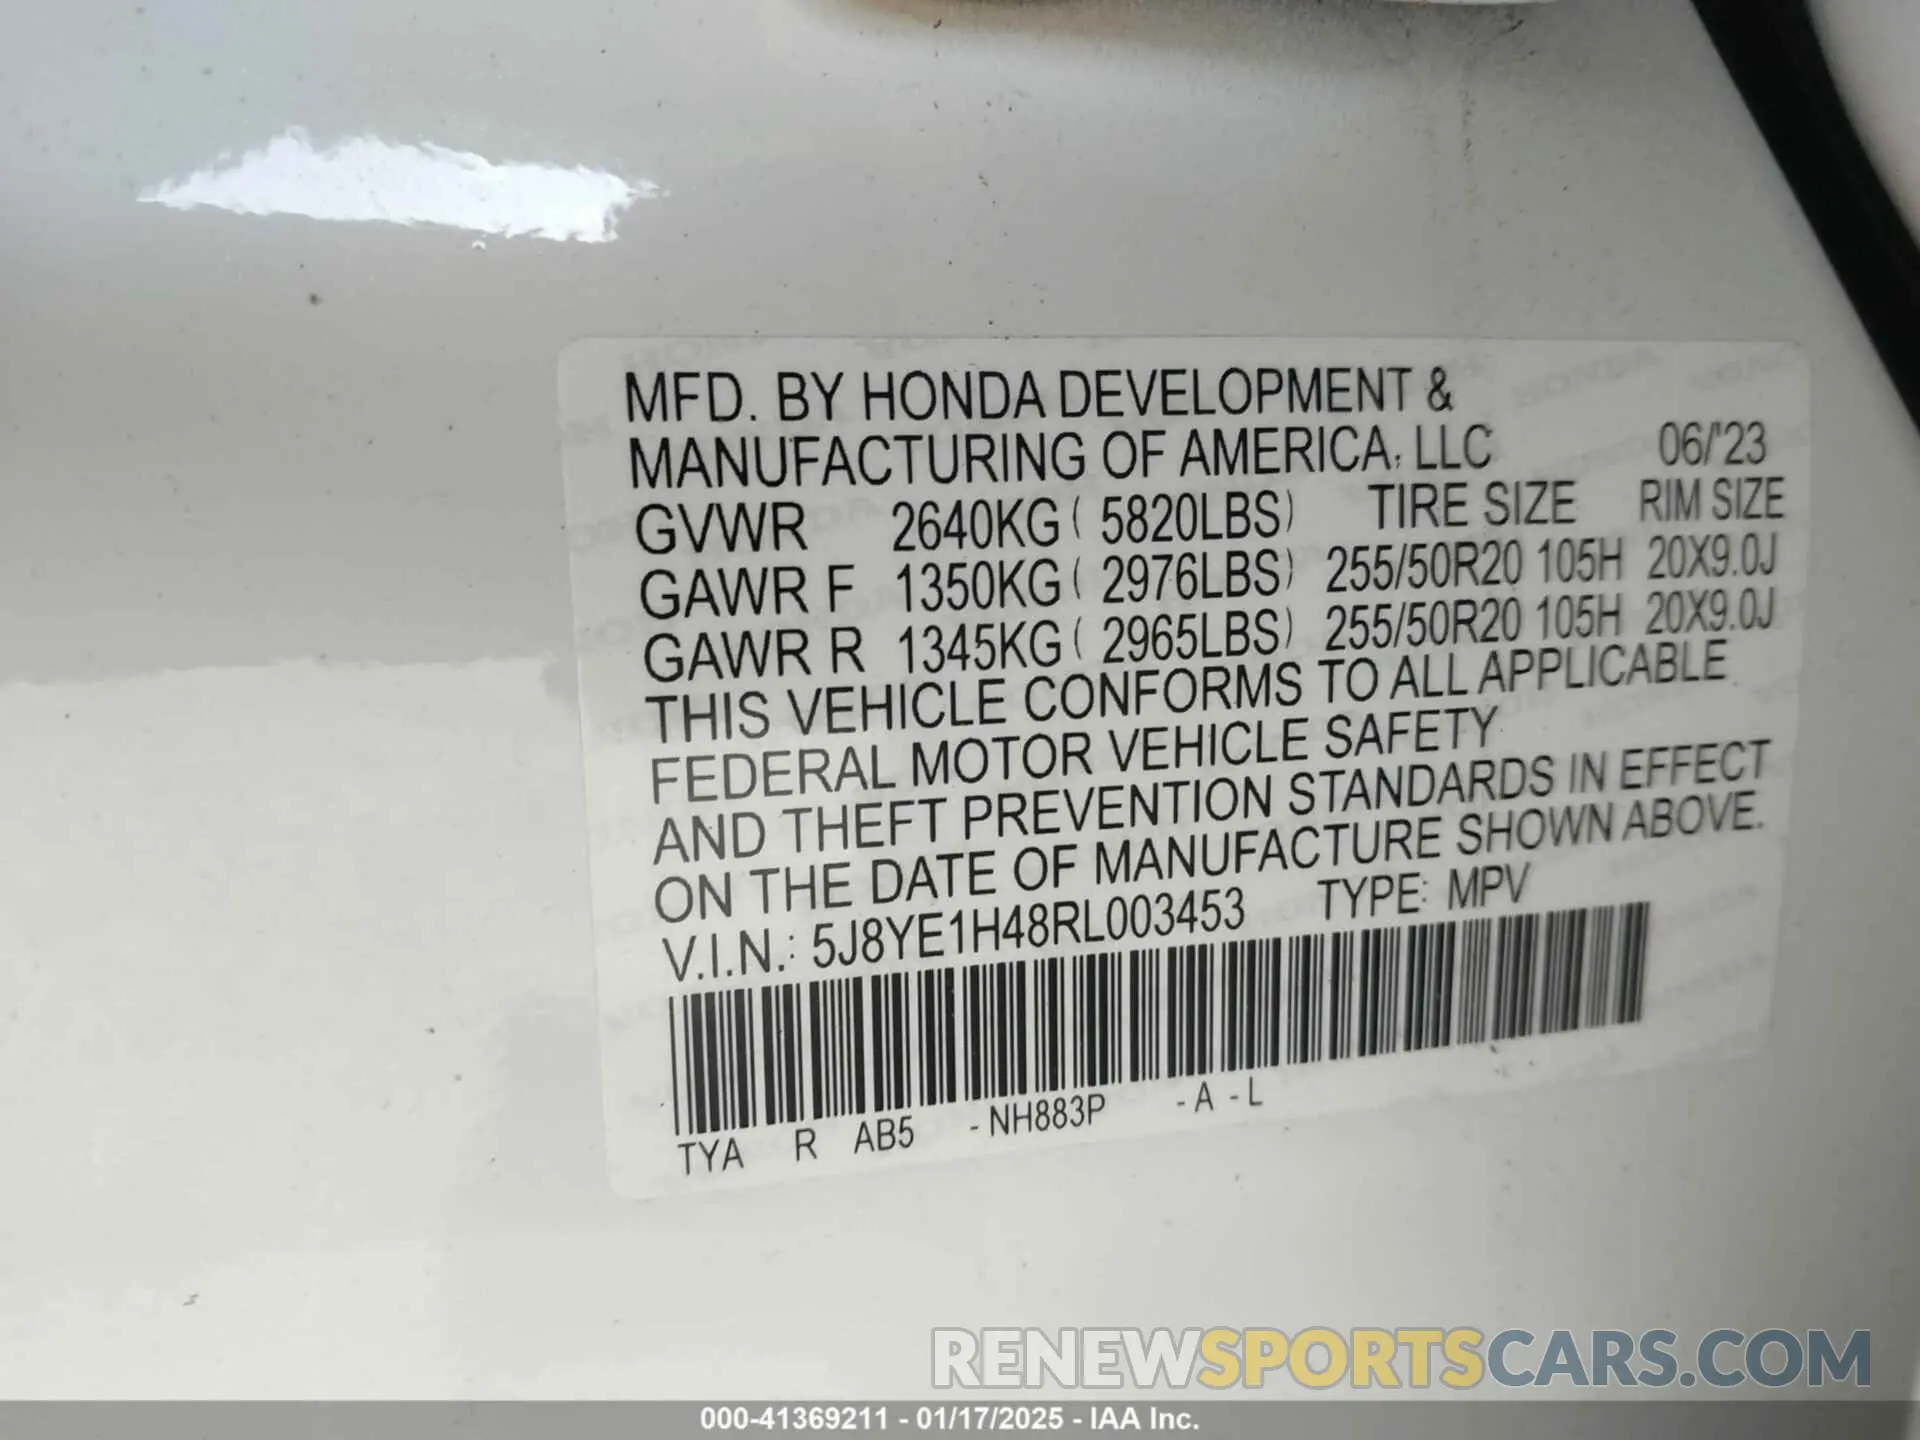 MFD. BY HONDA DEVELOPMENT &
MANUFACTURING OF AMERICA, LLC 06/'23
GVWR 2640KG ( 5820LBS) TIRE SIZE RIM SIZE
GAWR F 1350KG ( 2976LBS) 255/50R20 105H 20X9.0J
GAWR R 1345KG ( 2965LBS) 255/50R20 105H 20X9.0J
THIS VEHICLE CONFORMS TO ALL APPLICABLE
FEDERAL MOTOR VEHICLE SAFETY
AND THEFT PREVENTION STANDARDS IN EFFECT
ON THE DATE OF MANUFACTURE SHOWN ABOVE.
V.I.N.: 5J8YE1H48RL003453 TYPE: MPV
TYA R AB5 -NH883P -A -L
RENEWSPORTSCARS.COM
000-41369211 - 01/17/2025 - IAA Inc.